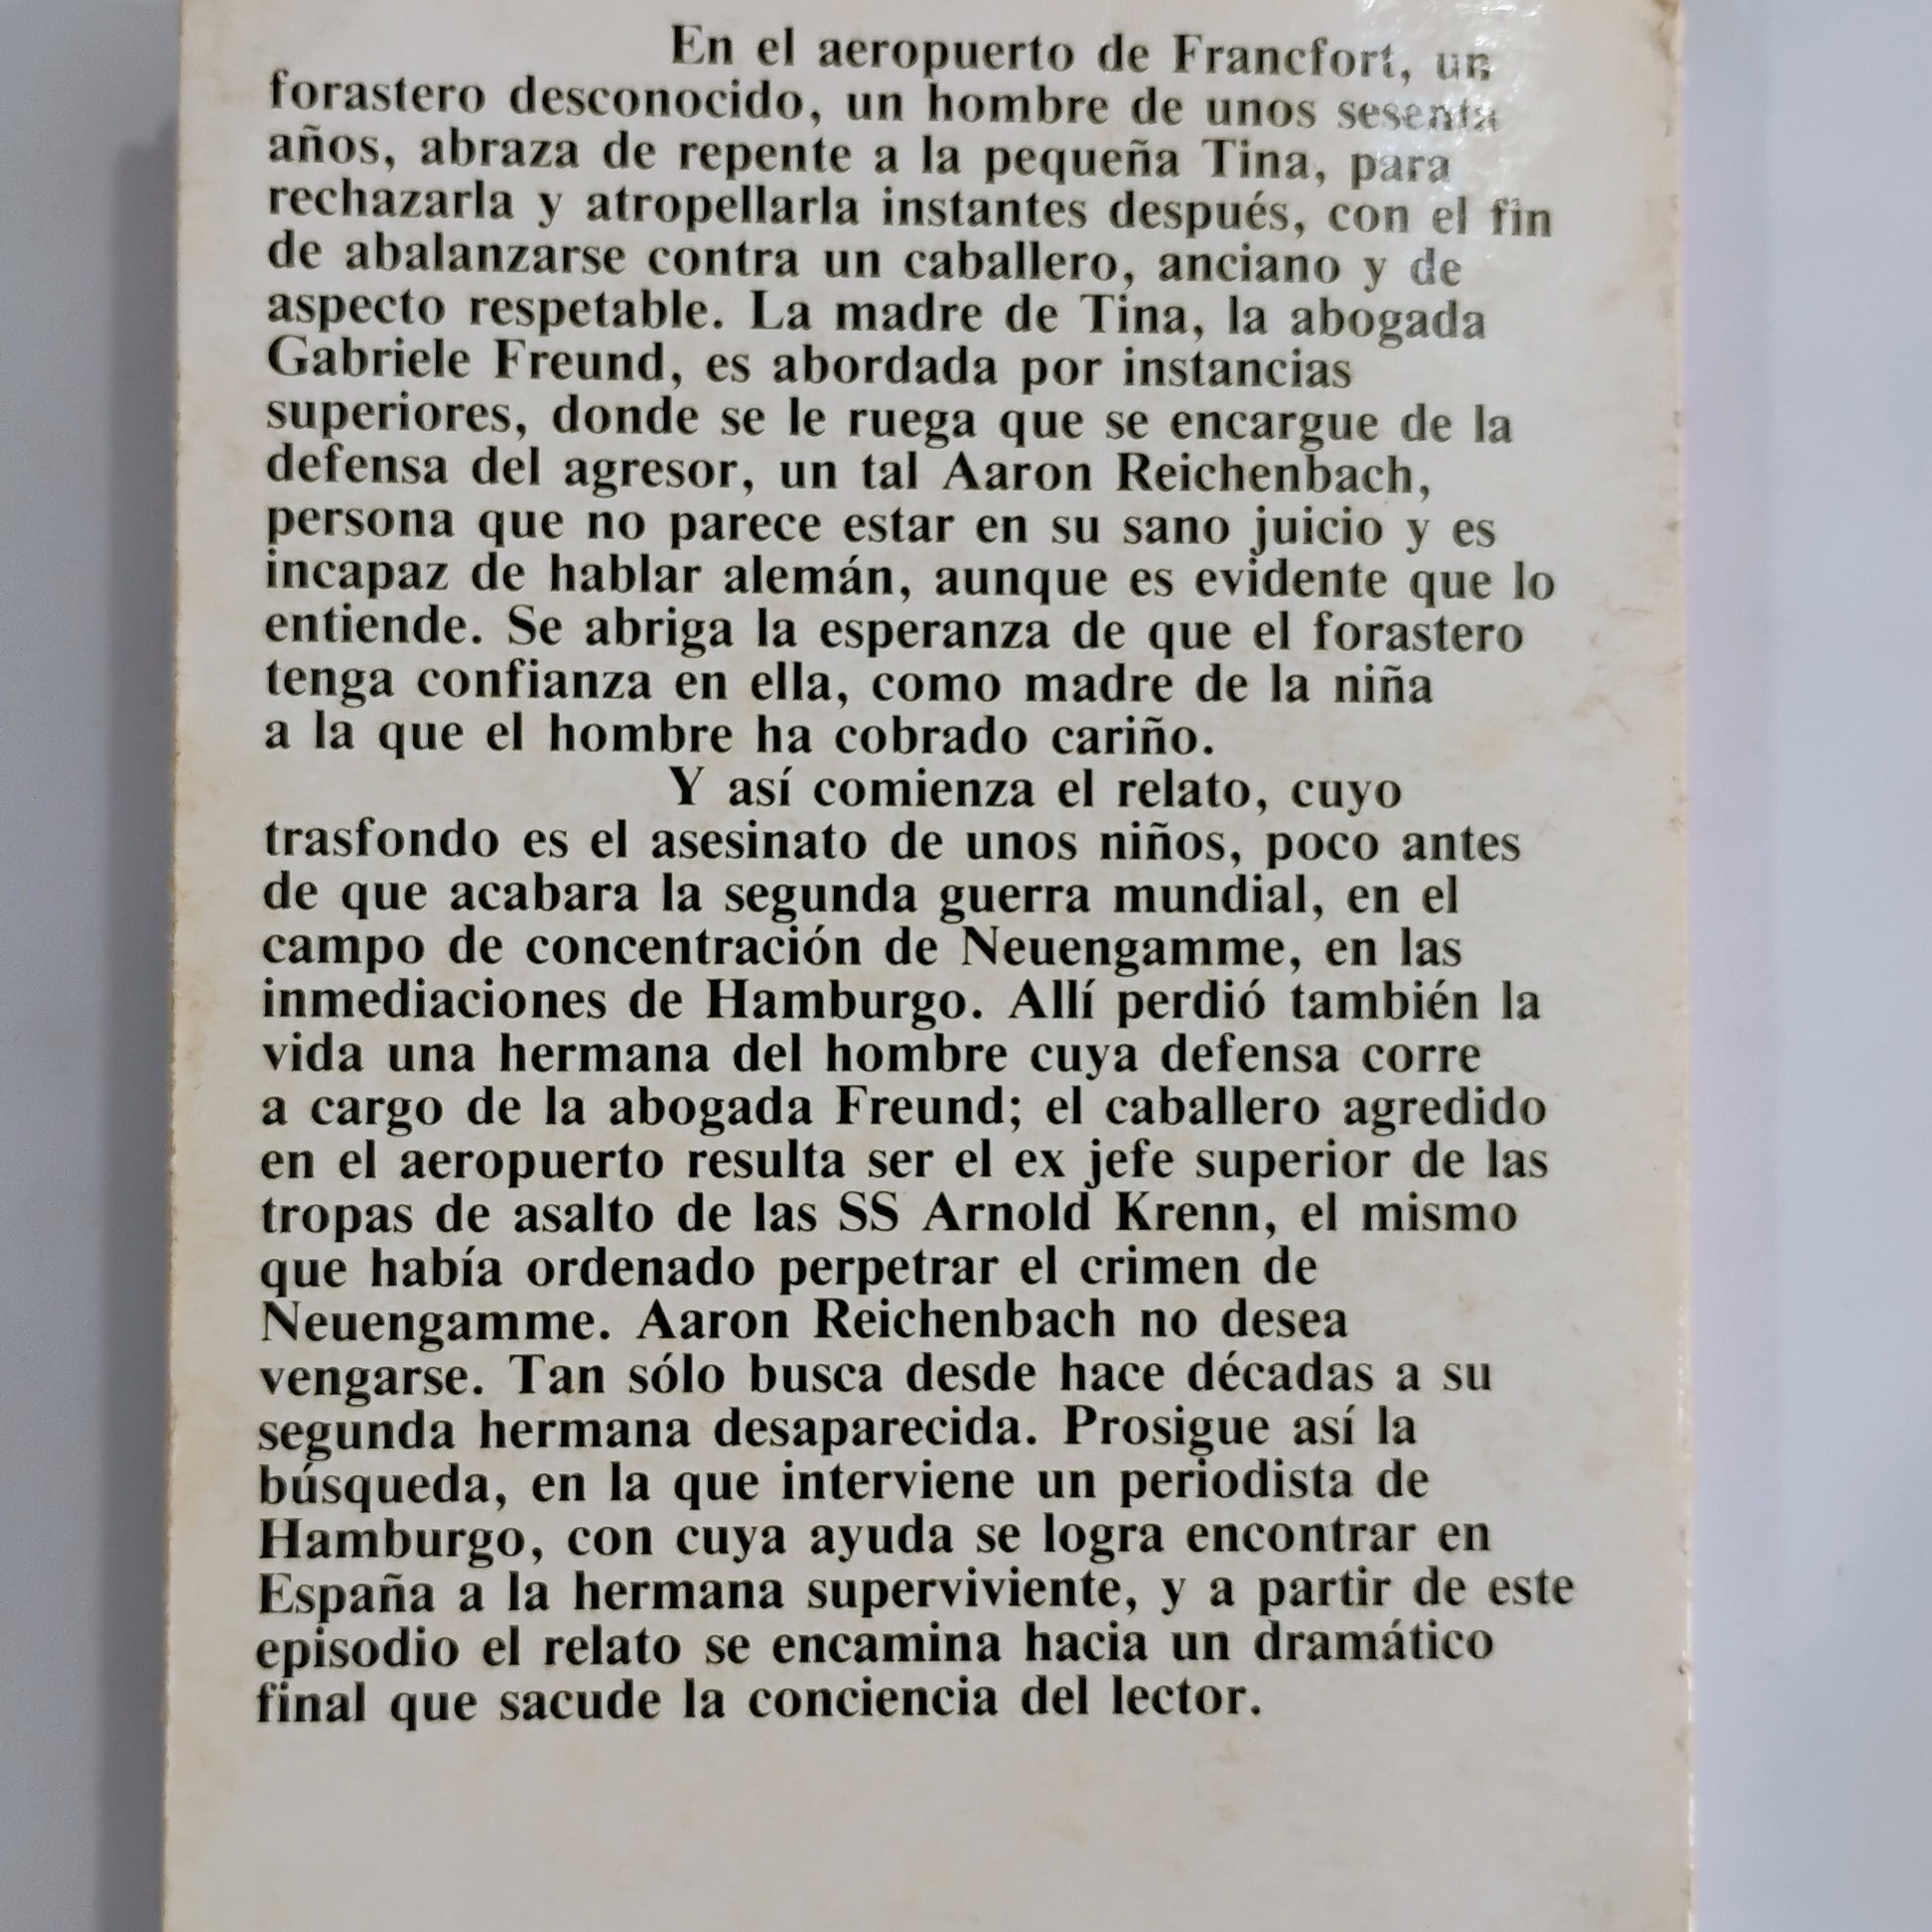 En el aeropuerto de Francfort, un
forastero desconocido, un hombre de unos sesenta
años, abraza de repente a la pequeña Tina, para
rechazarla y atropellarla instantes después, con el fin
de abalanzarse contra un caballero, anciano y de
aspecto respetable. La madre de Tina, la abogada
Gabriele Freund, es abordada por instancias
superiores, donde se le ruega que se encargue de la
defensa del agresor, un tal Aaron Reichenbach,
persona que no parece estar en su sano juicio y es
incapaz de hablar alemán, aunque es evidente que lo
entiende. Se abriga la esperanza de que el forastero
tenga confianza en ella, como madre de la niña
a la que el hombre ha cobrado cariño.
Y así comienza el relato, cuyo
trasfondo es el asesinato de unos niños, poco antes
de que acabara la segunda guerra mundial, en el
campo de concentración de Neuengamme, en las
inmediaciones de Hamburgo. Allí perdió también la
vida una hermana del hombre cuya defensa corre
a cargo de la abogada Freund; el caballero agredido
en el aeropuerto resulta ser el ex jefe superior de las
tropas de asalto de las SS Arnold Krenn, el mismo
que había ordenado perpetrar el crimen de
Neuengamme. Aaron Reichenbach no desea
vengarse. Tan sólo busca desde hace décadas a su
segunda hermana desaparecida. Prosigue así la
búsqueda, en la que interviene un periodista de
Hamburgo, con cuya ayuda se logra encontrar en
España a la hermana superviviente, y a partir de este
episodio el relato se encamina hacia un dramático
final que sacude la conciencia del lector.